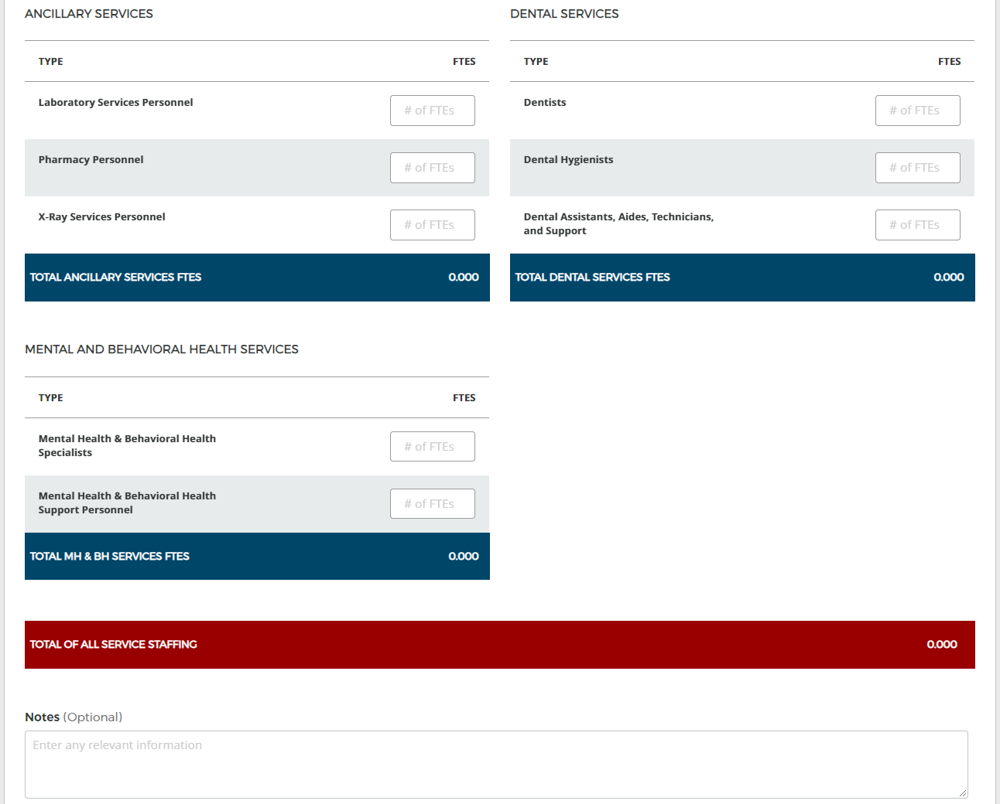 ANCILLARY SERVICES
TYPE FTES
Laboratory Services Personnel # of FTEs
Pharmacy Personnel # of FTEs
X-Ray Services Personnel # of FTEs
TOTAL ANCILLARY SERVICES FTES 0.000
DENTAL SERVICES
TYPE FTES
Dentists # of FTEs
Dental Hygienists # of FTEs
Dental Assistants, Aides, Technicians, # of FTEs
and Support
TOTAL DENTAL SERVICES FTES 0.000
MENTAL AND BEHAVIORAL HEALTH SERVICES
TYPE FTES
Mental Health & Behavioral Health # of FTEs
Specialists
Mental Health & Behavioral Health # of FTEs
Support Personnel
TOTAL MH & BH SERVICES FTES 0.000
TOTAL OF ALL SERVICE STAFFING 0.000
Notes (Optional)
Enter any relevant information